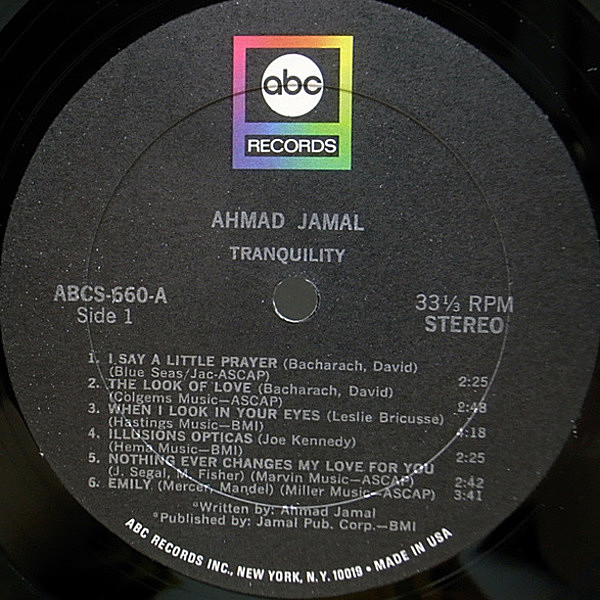 abc
RECORDS
AHMAD JAMAL
TRANQUILITY
ABCS-660-A
Side 1
33⅓ RPM
STEREO
1. I SAY A LITTLE PRAYER (Bacharach, David)
(Blue Seas/Jac-ASCAP) 2:25
2. THE LOOK OF LOVE (Bacharach, David)
(Colgems Music—ASCAP) 2:48
3. WHEN I LOOK IN YOUR EYES (Leslie Bricusse)
(Hastings Music—BMI) 4:18
4. ILLUSIONS OPTICAS (Joe Kennedy)
(Hema Music—BMI) 2:25
5. NOTHING EVER CHANGES MY LOVE FOR YOU
(J. Segal, M. Fisher) (Marvin Music—ASCAP) 2:42
6. EMILY (Mercer, Mandel) (Miller Music—ASCAP) 3:41
°Written by: Ahmad Jamal
°Published by: Jamal Pub. Corp.—BMI
ABC RECORDS INC., NEW YORK, N.Y. 10019 • MADE IN USA